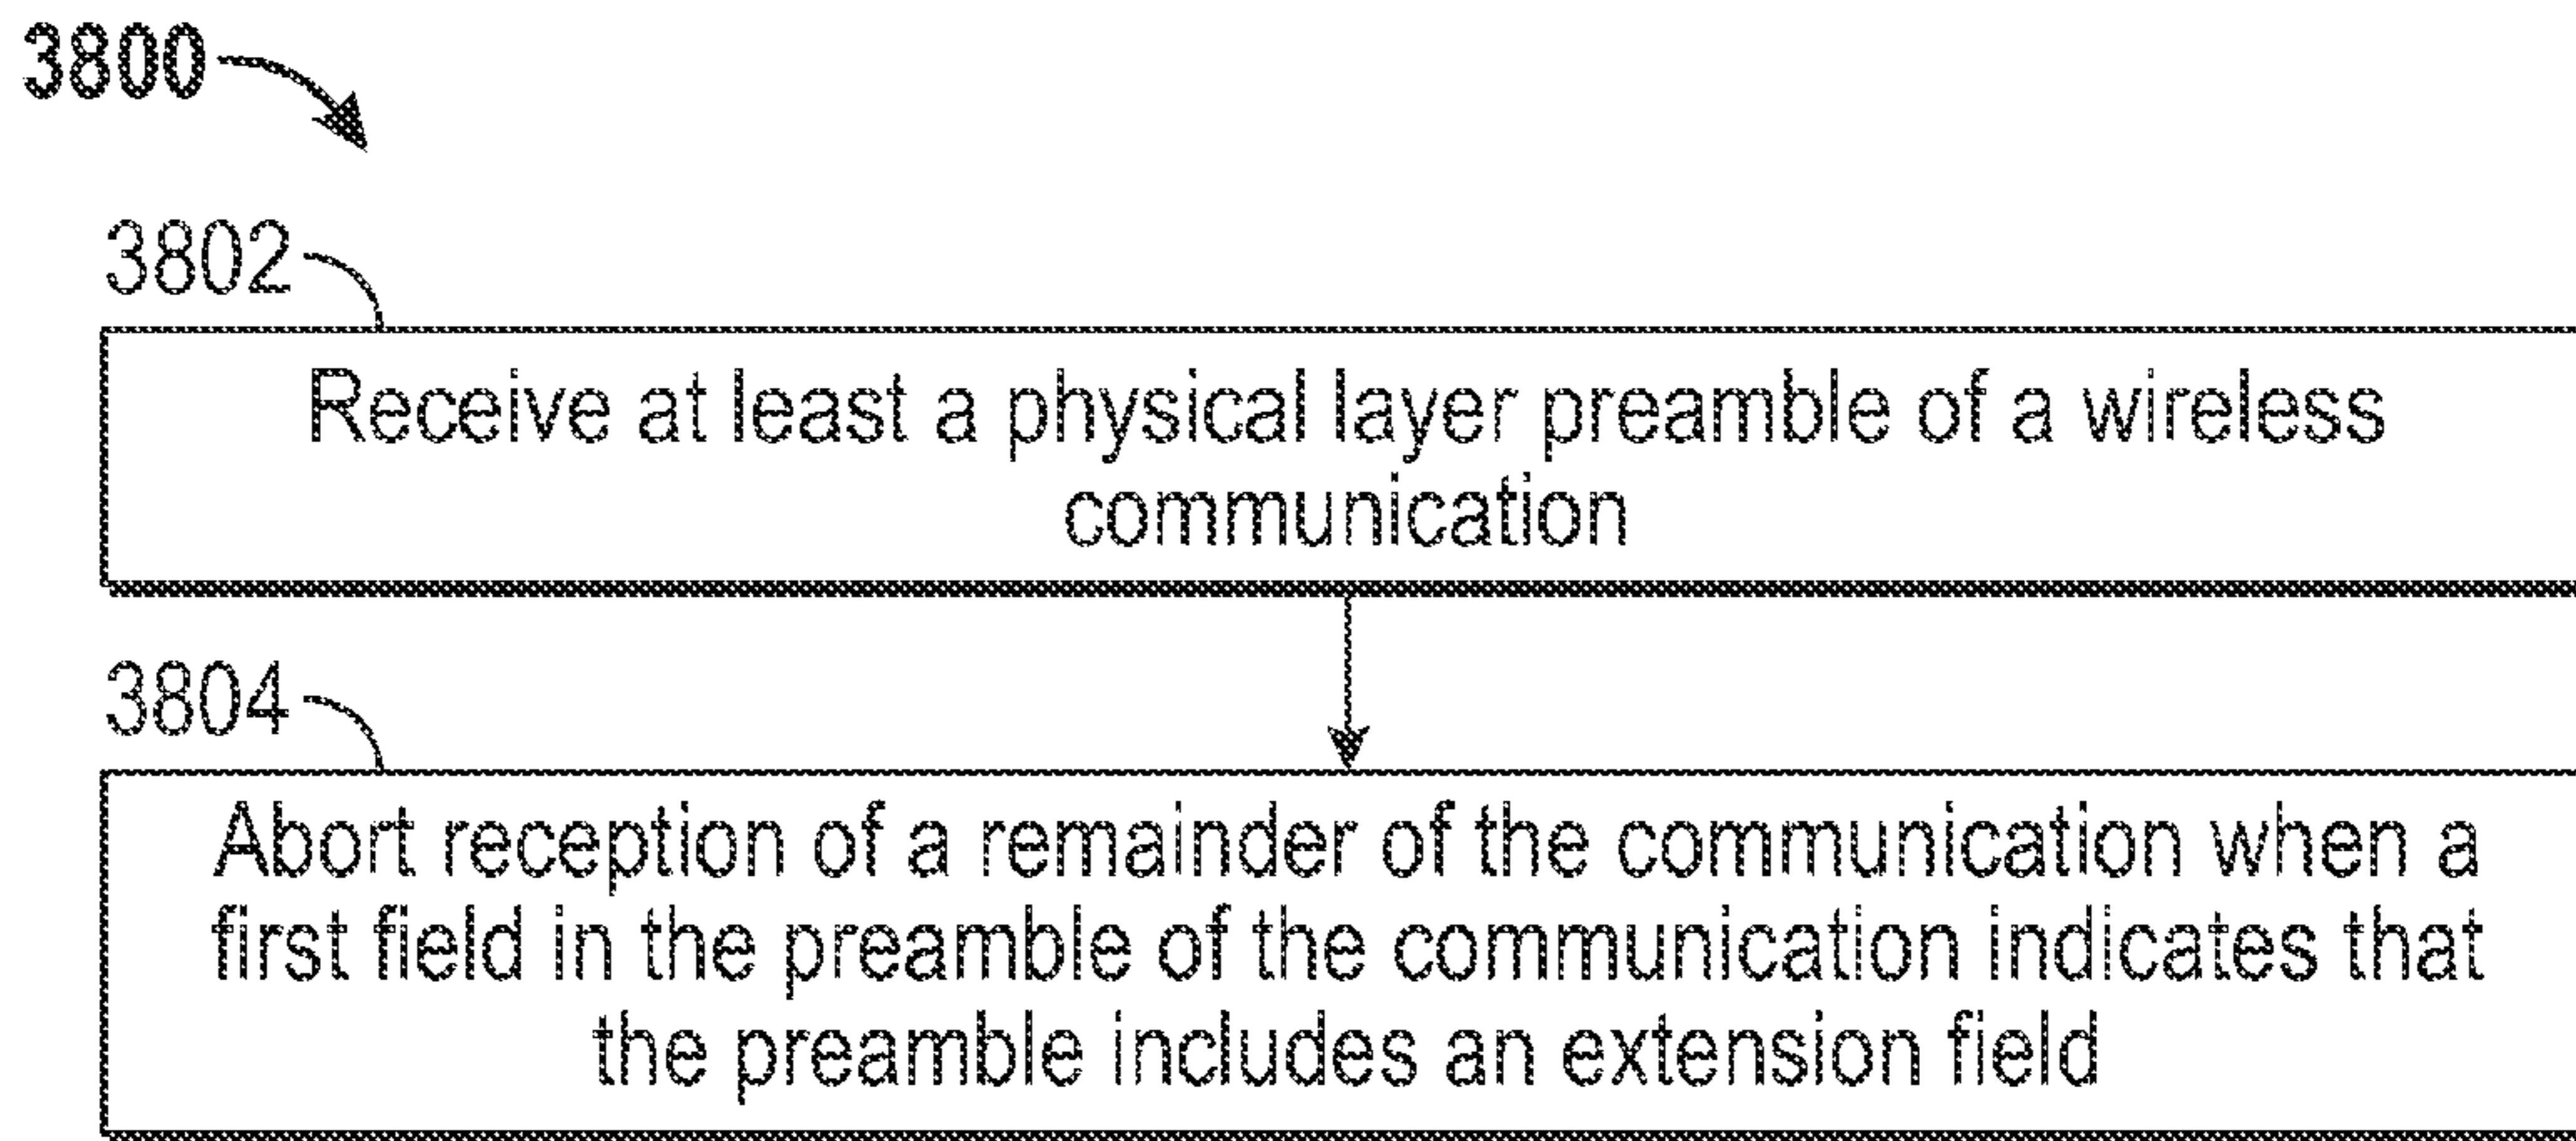 3800
3802
Receive at least a physical layer preamble of a wireless
communication
3804
Abort reception of a remainder of the communication when a
first field in the preamble of the communication indicates that
the preamble includes an extension field